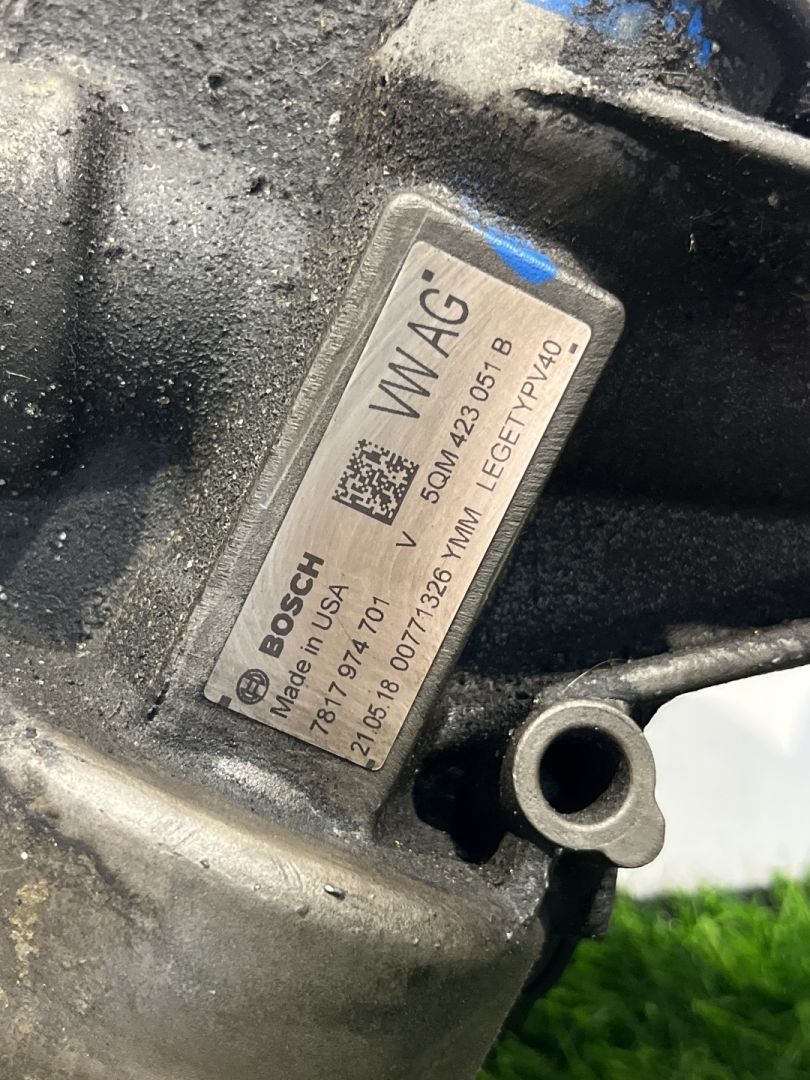 VW AG
BOSCH
Made in USA
7817 974 701
V 5QM 423 051 B
21.05.18 00771326 YMM LEGETYPV40